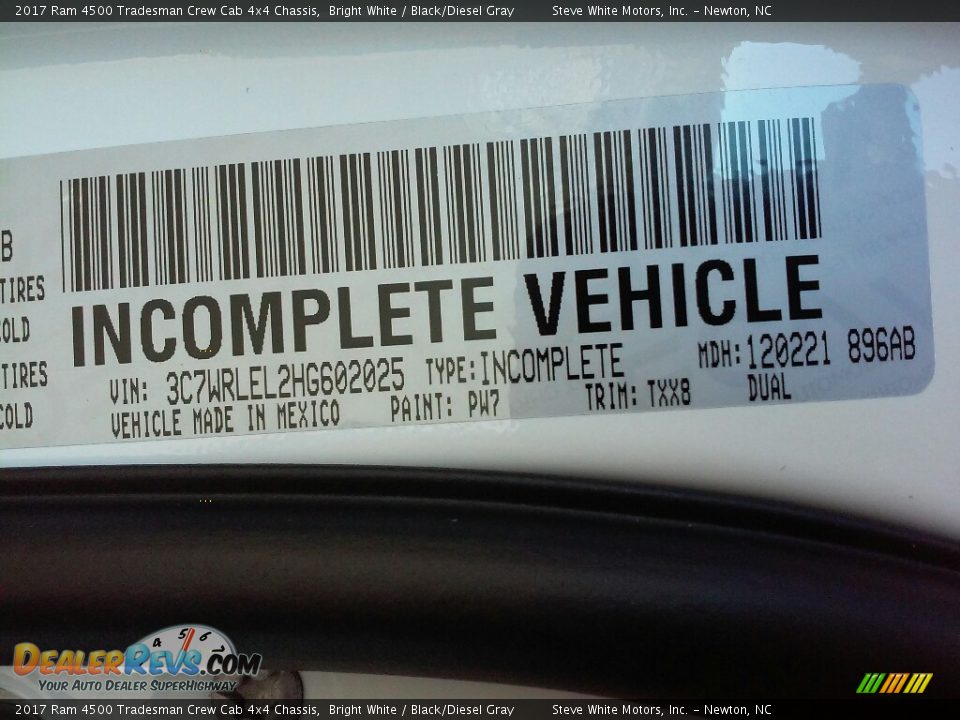 2017 Ram 4500 Tradesman Crew Cab 4x4 Chassis, Bright White / Black/Diesel Gray Steve White Motors, Inc. - Newton, NC
B
TIRES
COLD
TIRES
COLD
INCOMPLETE VEHICLE
VIN: 3C7WRLEL2HG602025 TYPE: INCOMPLETE MDH: 120221 896AB
VEHICLE MADE IN MEXICO PAINT: PW7 TRIM: TXX8 DUAL
4 5 6
DEALERREVS.COM
YOUR AUTO DEALER SUPERHIGHWAY
2017 Ram 4500 Tradesman Crew Cab 4x4 Chassis, Bright White / Black/Diesel Gray Steve White Motors, Inc. - Newton, NC